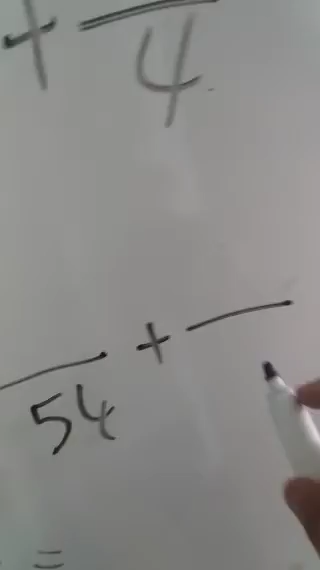 + —
4
— + —
54
=